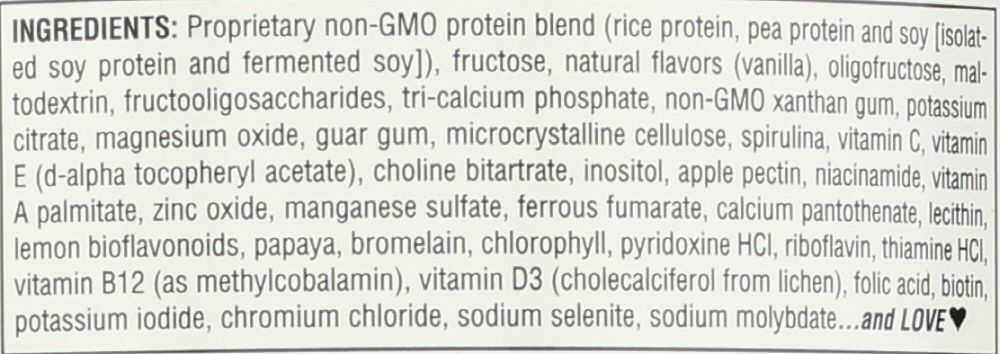 INGREDIENTS: Proprietary non-GMO protein blend (rice protein, pea protein and soy [isolat-
ed soy protein and fermented soy]), fructose, natural flavors (vanilla), oligofructose, mal-
todextrin, fructooligosaccharides, tri-calcium phosphate, non-GMO xanthan gum, potassium
citrate, magnesium oxide, guar gum, microcrystalline cellulose, spirulina, vitamin C, vitamin
E (d-alpha tocopheryl acetate), choline bitartrate, inositol, apple pectin, niacinamide, vitamin
A palmitate, zinc oxide, manganese sulfate, ferrous fumarate, calcium pantothenate, lecithin,
lemon bioflavonoids, papaya, bromelain, chlorophyll, pyridoxine HCl, riboflavin, thiamine HCl,
vitamin B12 (as methylcobalamin), vitamin D3 (cholecalciferol from lichen), folic acid, biotin,
potassium iodide, chromium chloride, sodium selenite, sodium molybdate...and LOVE♥